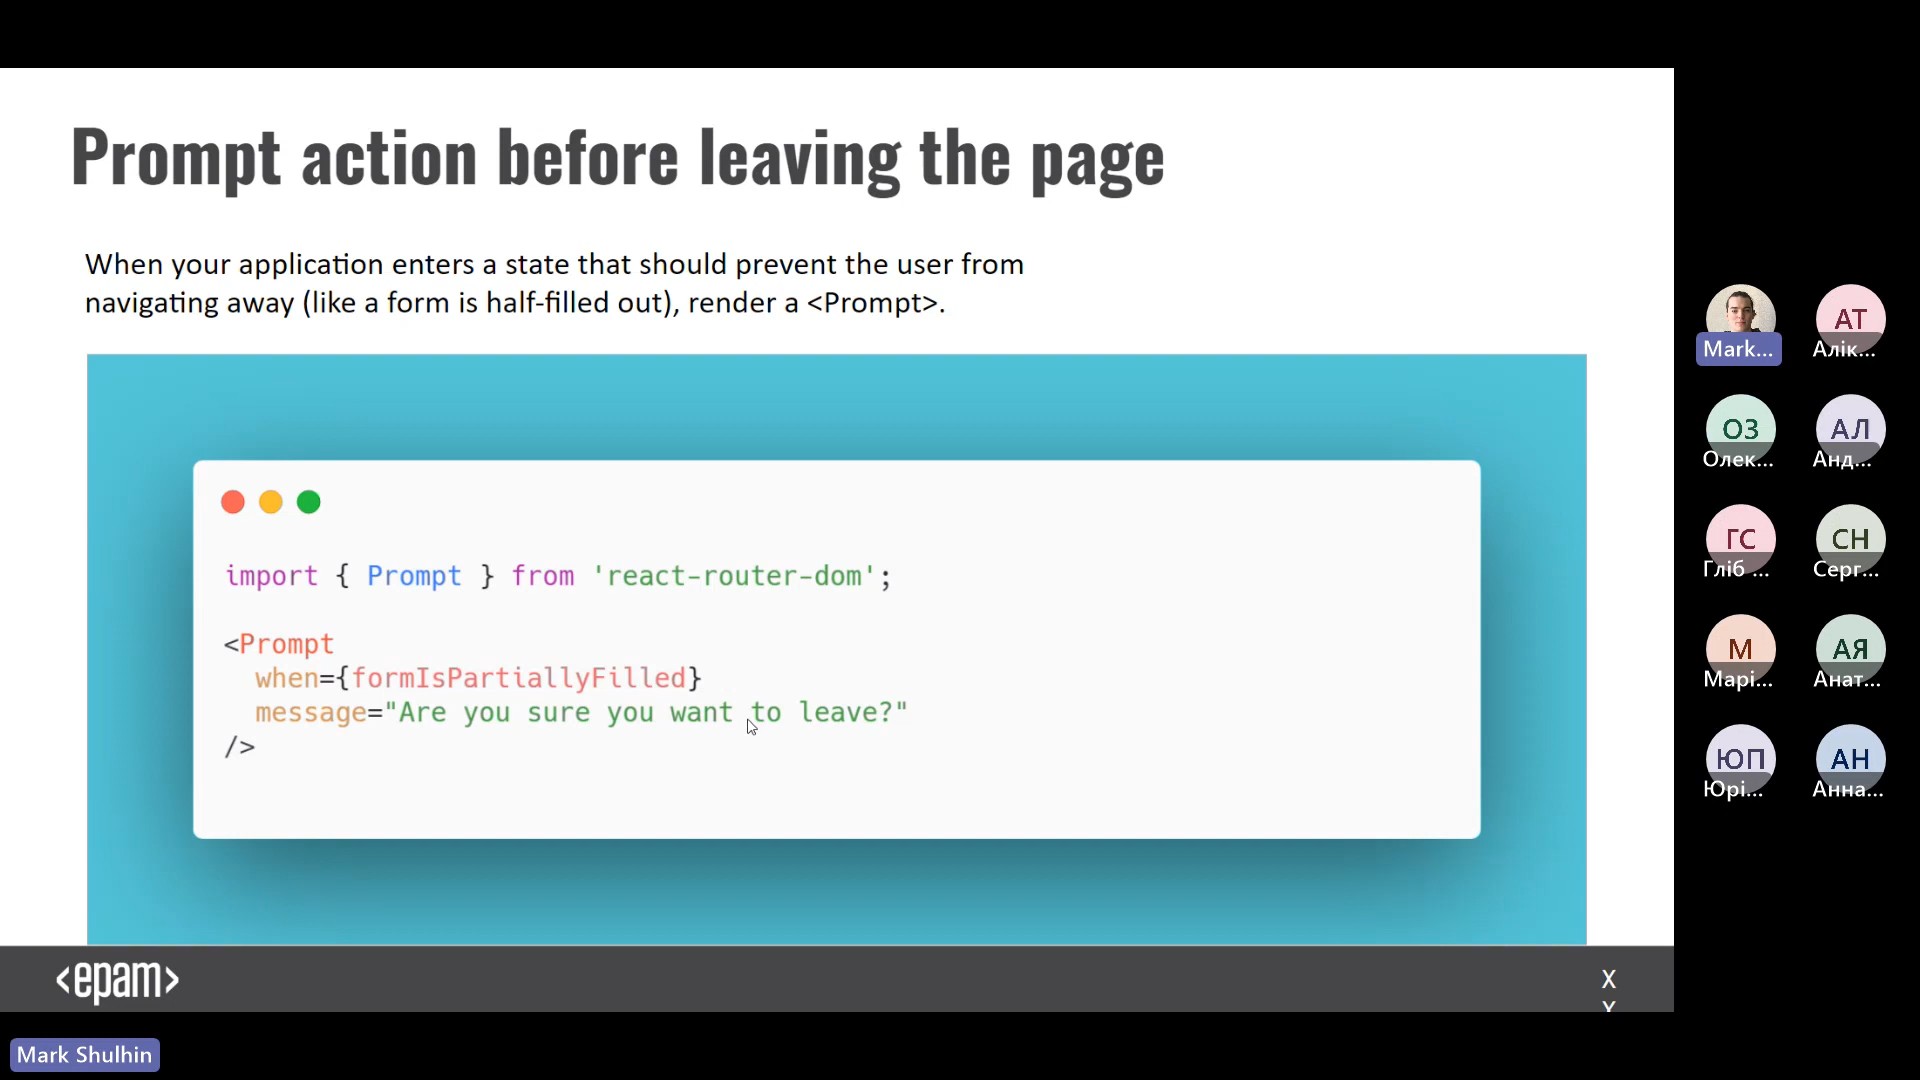 Prompt action before leaving the page
When your application enters a state that should prevent the user from
navigating away (like a form is half-filled out), render a <Prompt>.
import { Prompt } from 'react-router-dom';
<Prompt
when={formIsPartiallyFilled}
message="Are you sure you want to leave?"
/>
<epam>
X
Y
Mark Shulhin
Mark...
АТ
Алік...
ОЗ
Олек...
АЛ
Анд...
ГС
Гліб ...
СН
Серг...
М
Марі...
АЯ
Анат...
ЮП
Юрі...
АН
Анна...